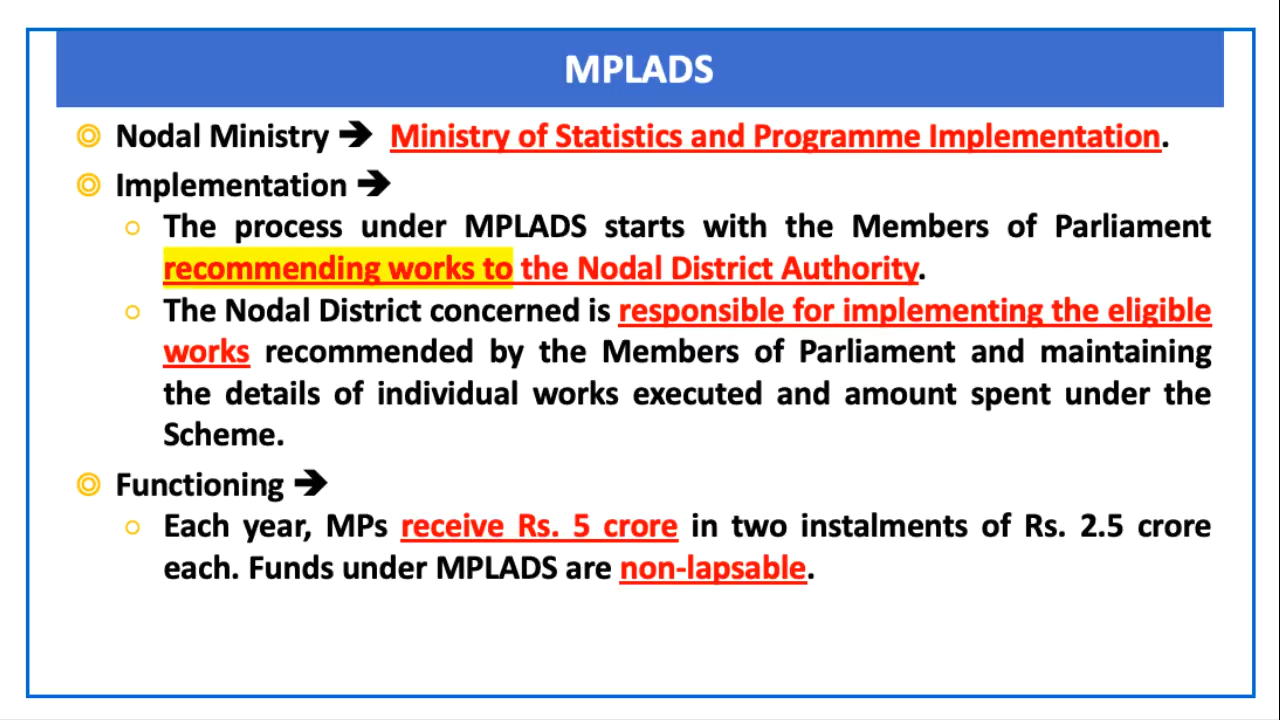 MPLADS
Nodal Ministry ➔ Ministry of Statistics and Programme Implementation.
Implementation ➔
The process under MPLADS starts with the Members of Parliament
recommending works to the Nodal District Authority.
The Nodal District concerned is responsible for implementing the eligible
works recommended by the Members of Parliament and maintaining
the details of individual works executed and amount spent under the
Scheme.
Functioning ➔
Each year, MPs receive Rs. 5 crore in two instalments of Rs. 2.5 crore
each. Funds under MPLADS are non-lapsable.